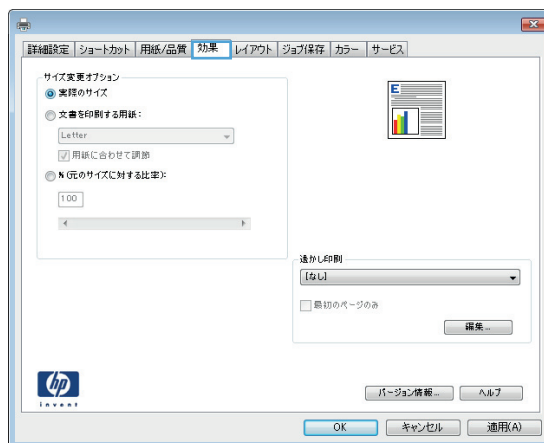 詳細設定 ショートカット 用紙/品質 効果 レイアウト ジョブ保存 カラー サービス
サイズ変更オプション
実際のサイズ
文書を印刷する用紙:
Letter
用紙に合わせて調節
% (元のサイズに対する比率):
100
E
透かし印刷
[なし]
最初のページのみ
編集...
hp
invent
バージョン情報... ヘルプ
OK キャンセル 適用(A)